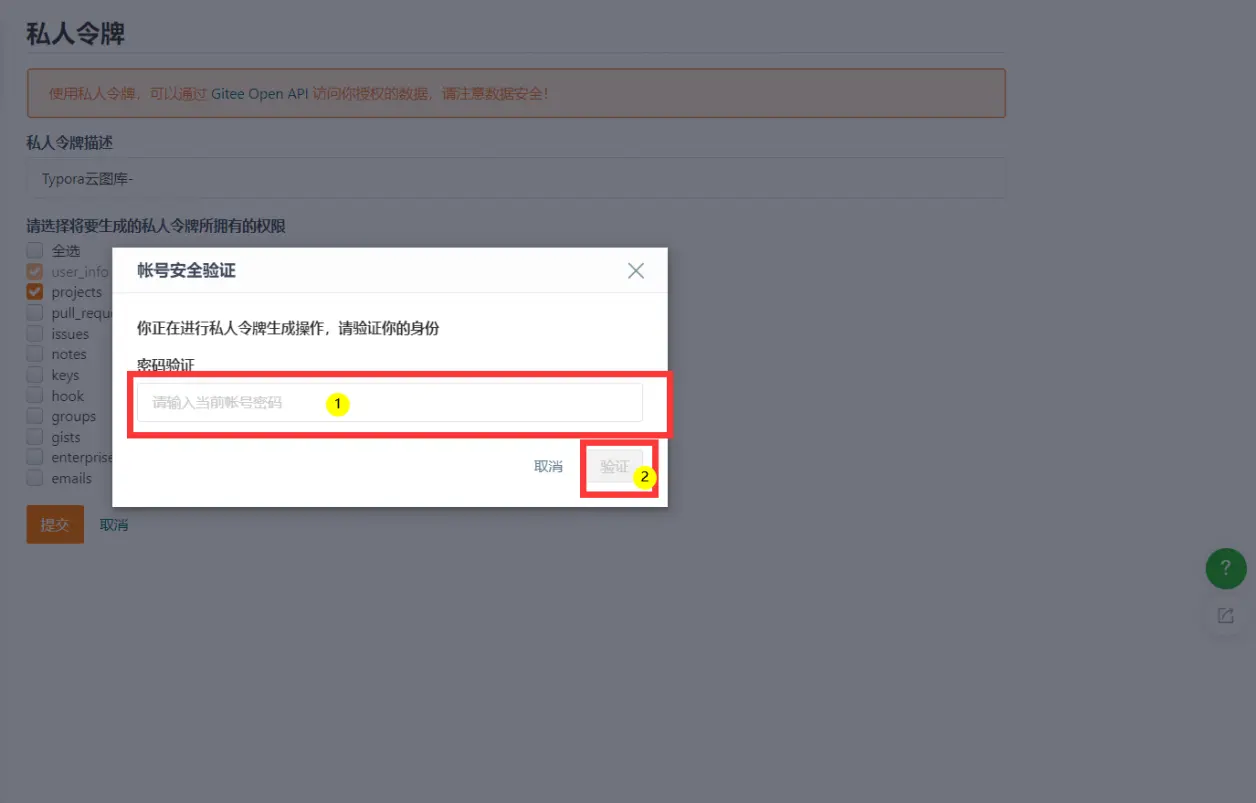 私人令牌
使用私人令牌，可以通过 Gitee Open API 访问你授权的数据，请注意数据安全！
私人令牌描述
Typora云图库-
请选择将要生成的私人令牌所拥有的权限
全选
user_info
projects
pull_requ
issues
notes
keys
hook
groups
gists
enterprise
emails
提交 取消
帐号安全验证
你正在进行私人令牌生成操作，请验证你的身份
密码验证
请输入当前帐号密码 1
取消 验证 2
?